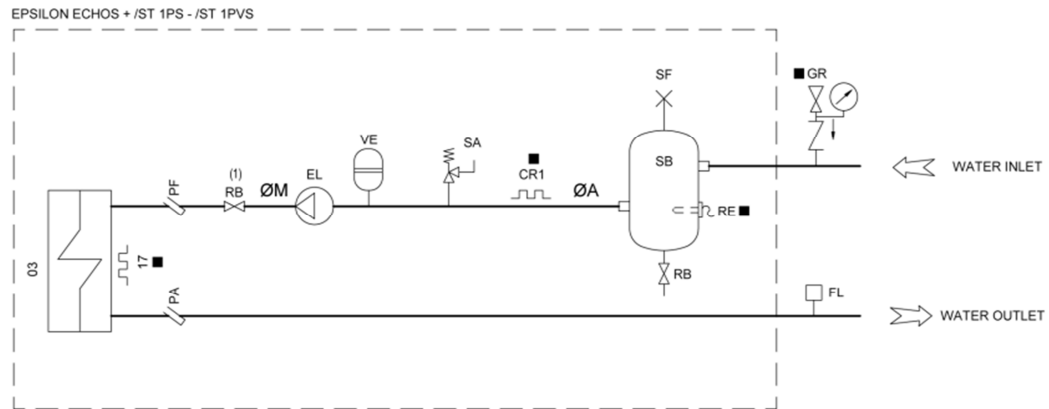 EPSILON ECHOS + /ST 1PS - /ST 1PVS
SF
■ GR
VE
SA
SB
■
CR1
WATER INLET
PF
(1)
RB
ØM
EL
ØA
RE ■
03
17 ■
RB
PA
FL
WATER OUTLET